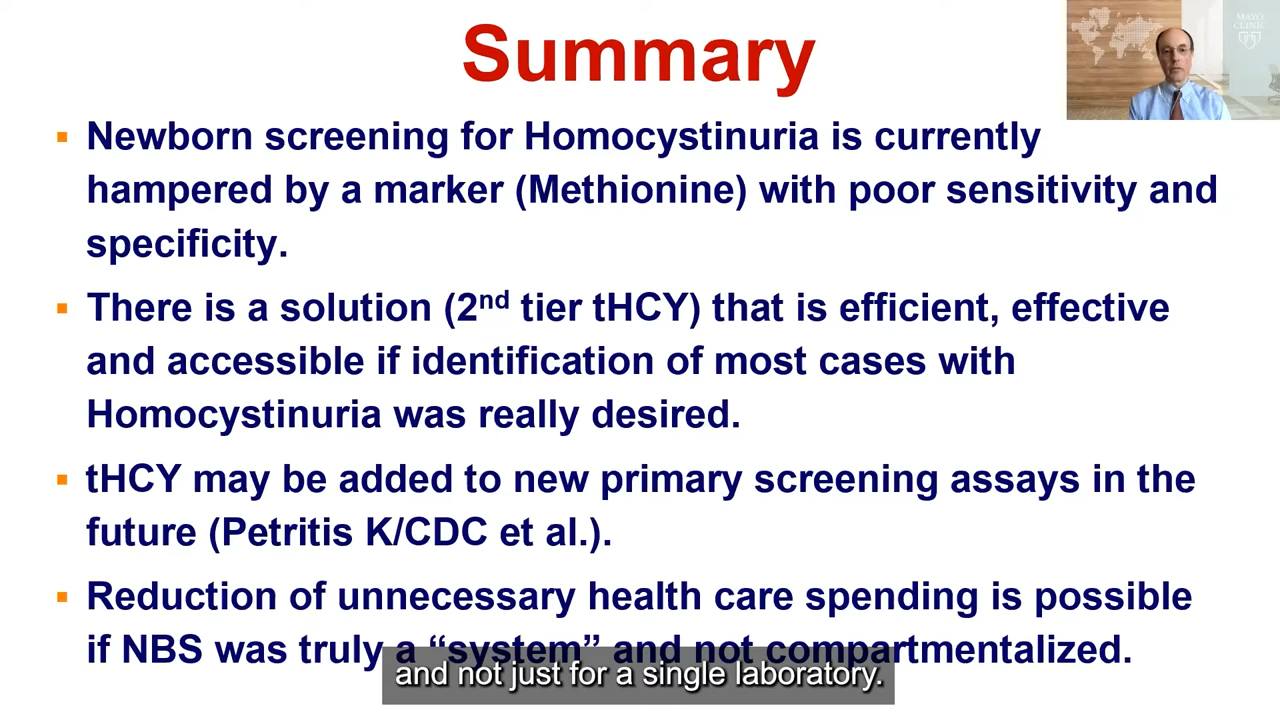 Summary
MAYO
CLINIC
▪ Newborn screening for Homocystinuria is currently
hampered by a marker (Methionine) with poor sensitivity and
specificity.
▪ There is a solution (2nd tier tHCY) that is efficient, effective
and accessible if identification of most cases with
Homocystinuria was really desired.
▪ tHCY may be added to new primary screening assays in the
future (Petritis K/CDC et al.).
▪ Reduction of unnecessary health care spending is possible
if NBS was truly a “system” and not compartmentalized.
and not just for a single laboratory.